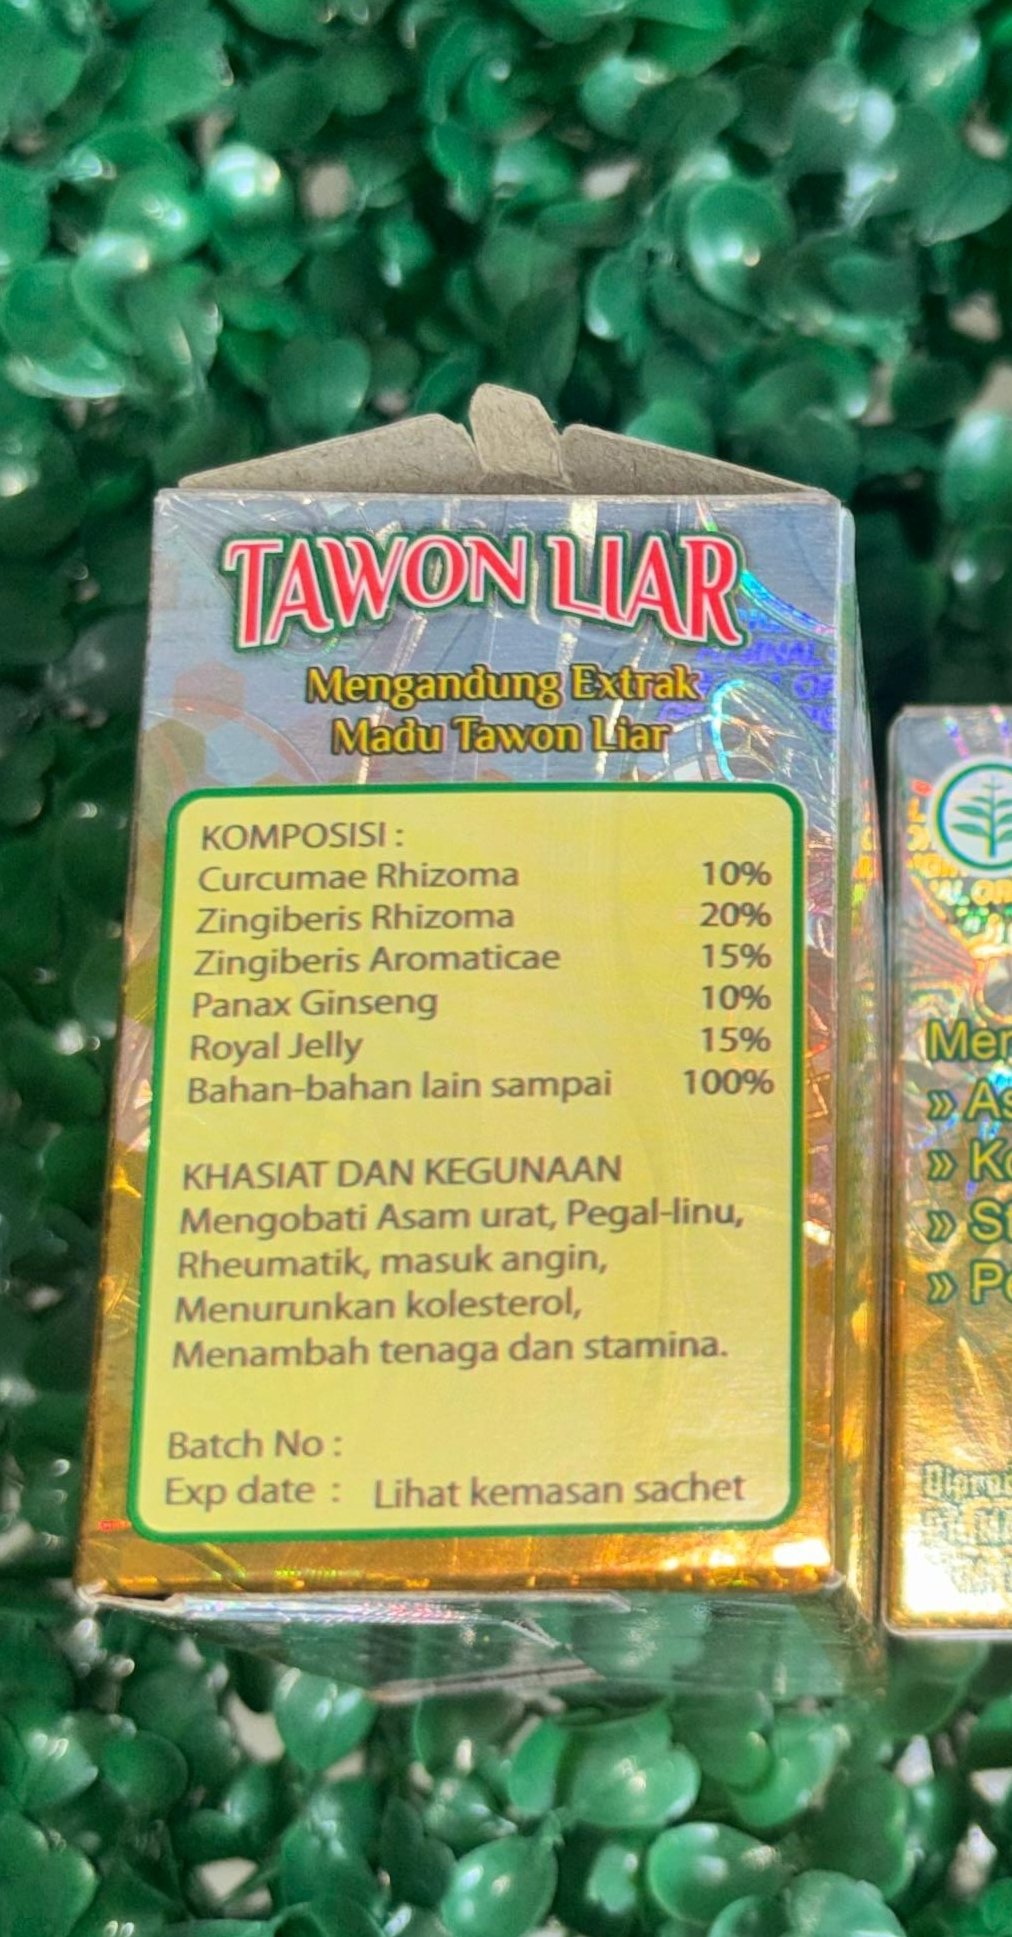 TAWON LIAR
Mengandung Extrak
Madu Tawon Liar
KOMPOSISI :
Curcumae Rhizoma 10%
Zingiberis Rhizoma 20%
Zingiberis Aromaticae 15%
Panax Ginseng 10%
Royal Jelly 15%
Bahan-bahan lain sampai 100%
KHASIAT DAN KEGUNAAN
Mengobati Asam urat, Pegal-linu,
Rheumatik, masuk angin,
Menurunkan kolesterol,
Menambah tenaga dan stamina.
Batch No :
Exp date : Lihat kemasan sachet